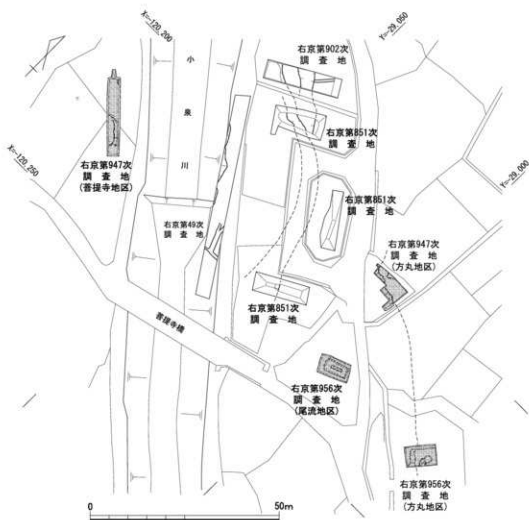 X=-120,200
Y=-29,050
小泉川
右京第902次
調査地
右京第851次
調査地
右京第947次
調査地
(菩提寺地区)
X=-120,250
Y=-29,000
右京第851次
調査地
右京第49次
調査地
右京第947次
調査地
(方丸地区)
右京第851次
調査地
菩提寺橋
右京第956次
調査地
(尾流地区)
右京第956次
調査地
(方丸地区)
0
50m